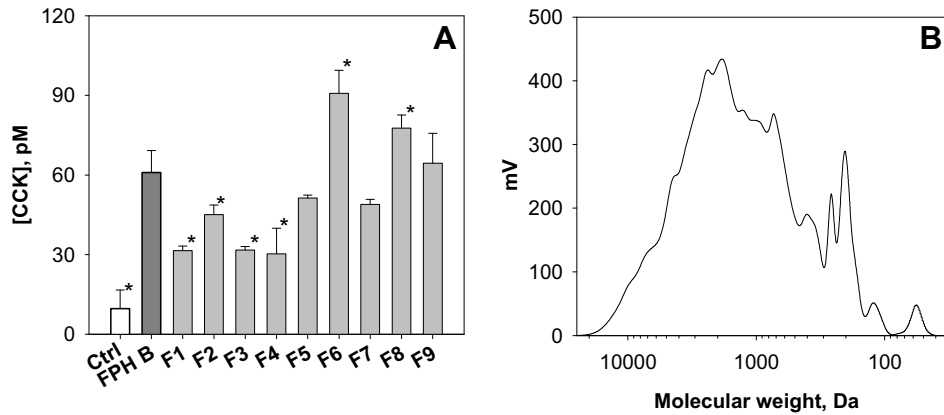 A
[CCK], pM
120
90
60
30
0
*
*
*
*
*
*
*
Ctrl
FPH B
F1
F2
F3
F4
F5
F6
F7
F8
F9
B
mV
500
400
300
200
100
0
10000
1000
100
Molecular weight, Da